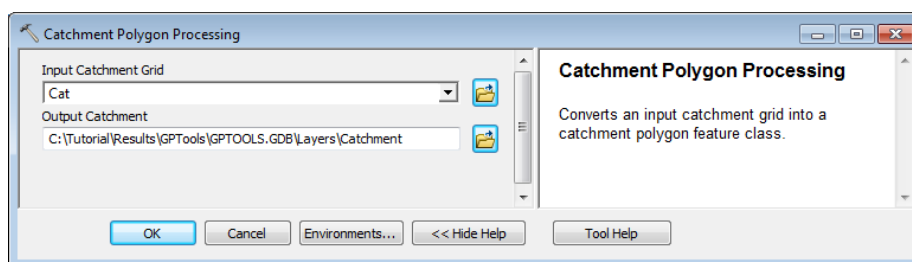 Catchment Polygon Processing
Input Catchment Grid
Cat
Output Catchment
C:\Tutorial\Results\GPTools\GPTOOLS.GDB\Layers\Catchment
OK
Cancel
Environments...
<< Hide Help
Catchment Polygon Processing
Converts an input catchment grid into a
catchment polygon feature class.
Tool Help